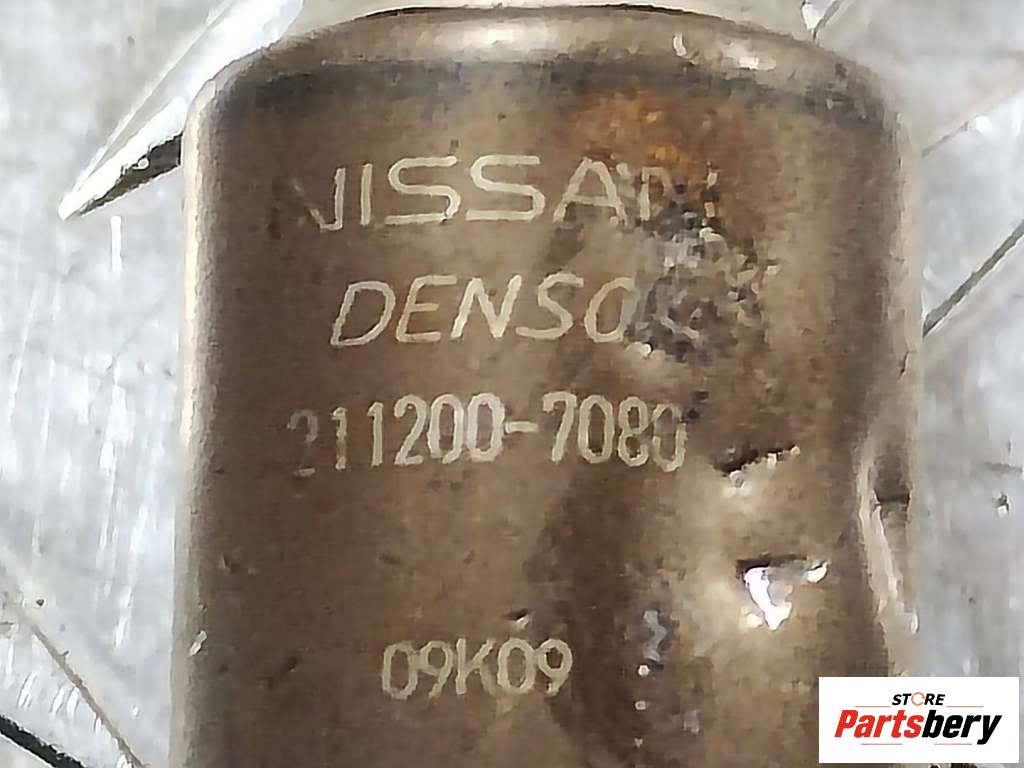 NISSAN
DENSO
211200-7080
09K09
STORE
Partsbery